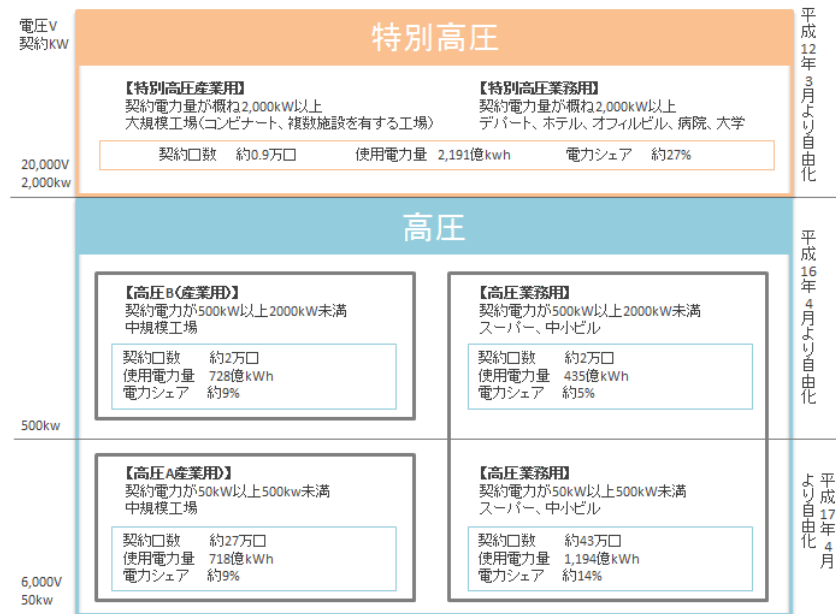 電圧V
契約KW
特別高圧
平成12年3月より自由化
【特別高圧産業用】
契約電力量が概ね2,000kW以上
大規模工場(コンビナート、複数施設を有する工場)
【特別高圧業務用】
契約電力量が概ね2,000kW以上
デパート、ホテル、オフィルビル、病院、大学
契約口数 約0.9万口 使用電力量 2,191億kwh 電力シェア 約27%
20,000V
2,000kw
高圧
平成16年4月より自由化
【高圧B(産業用)】
契約電力が500kW以上2000kW未満
中規模工場
契約口数 約2万口
使用電力量 728億kWh
電力シェア 約9%
【高圧業務用】
契約電力が500kW以上2000kW未満
スーパー、中小ビル
契約口数 約2万口
使用電力量 435億kWh
電力シェア 約5%
500kw
平成17年4月
より自由化
【高圧A産業用)】
契約電力が50kW以上500kw未満
中規模工場
契約口数 約27万口
使用電力量 718億kWh
電力シェア 約9%
【高圧業務用】
契約電力が50kW以上500kW未満
スーパー、中小ビル
契約口数 約43万口
使用電力量 1,194億kWh
電力シェア 約14%
6,000V
50kw